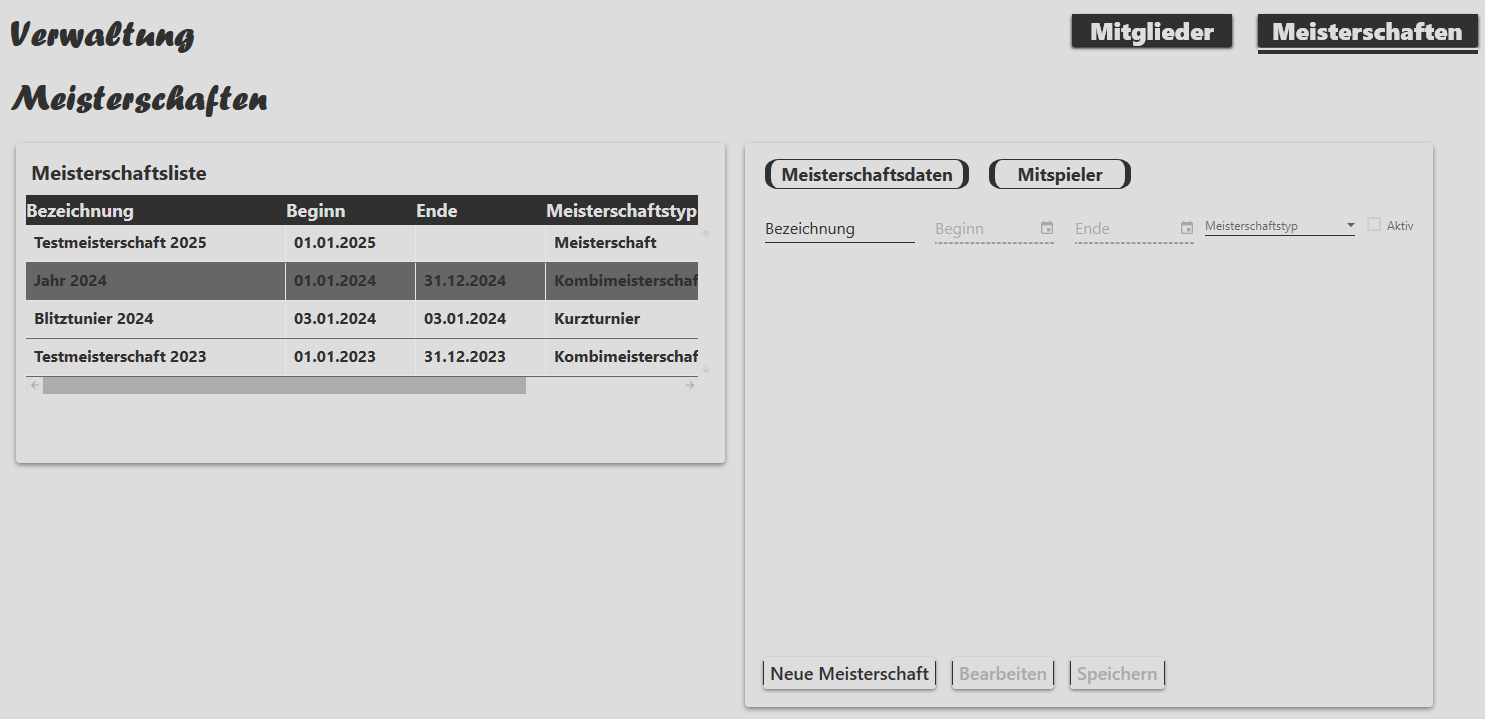 Verwaltung
Mitglieder
Meisterschaften
Meisterschaften
Meisterschaftsliste
Bezeichnung Beginn Ende Meisterschaftstyp
Testmeisterschaft 2025 01.01.2025 Meisterschaft
Jahr 2024 01.01.2024 31.12.2024 Kombimeisterschaf
Blitztunier 2024 03.01.2024 03.01.2024 Kurzturnier
Testmeisterschaft 2023 01.01.2023 31.12.2023 Kombimeisterschaf
Meisterschaftsdaten Mitspieler
Bezeichnung Beginn Ende Meisterschaftstyp Aktiv
Neue Meisterschaft Bearbeiten Speichern